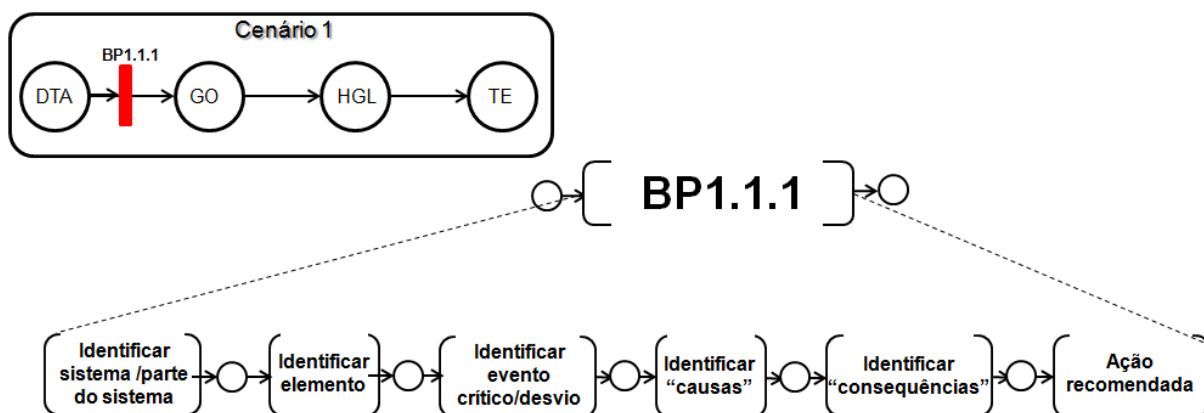 Cenário 1
BP1.1.1
DTA
GO
HGL
TE
BP1.1.1
Identificar
sistema /parte
do sistema
Identificar
elemento
Identificar
evento
crítico/desvio
Identificar
“causas”
Identificar
“consequências”
Ação
recomendada